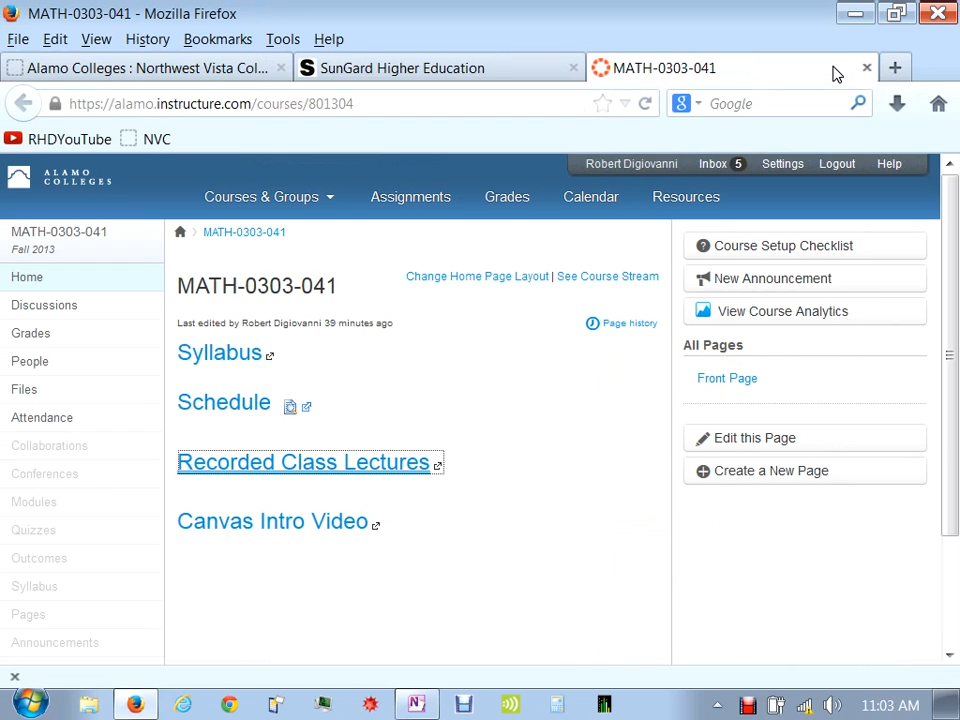 MATH-0303-041 - Mozilla Firefox
File Edit View History Bookmarks Tools Help
Alamo Colleges : Northwest Vista Col... × S SunGard Higher Education × MATH-0303-041 × +
https://alamo.instructure.com/courses/801304 8 Google
RHDYouTube NVC
Robert Digiovanni Inbox 5 Settings Logout Help
ALAMO
COLLEGES
Courses & Groups Assignments Grades Calendar Resources
MATH-0303-041
Fall 2013
Home
Discussions
Grades
People
Files
Attendance
Collaborations
Conferences
Modules
Quizzes
Outcomes
Syllabus
Pages
Announcements
MATH-0303-041
MATH-0303-041
Change Home Page Layout | See Course Stream
Last edited by Robert Digiovanni 39 minutes ago
Page history
Syllabus
Schedule
Recorded Class Lectures
Canvas Intro Video
Course Setup Checklist
New Announcement
View Course Analytics
All Pages
Front Page
Edit this Page
Create a New Page
11:03 AM